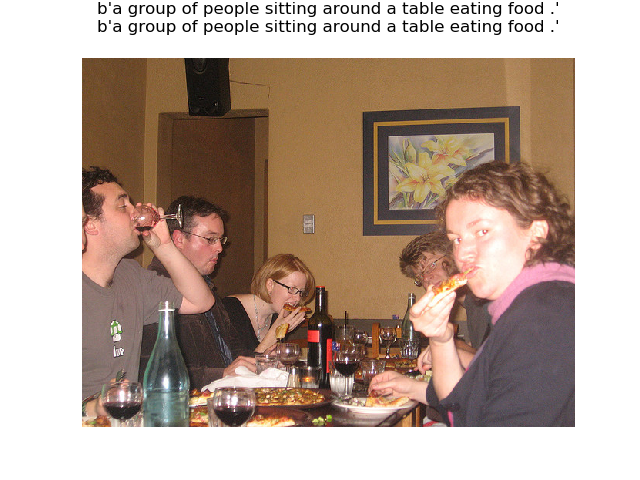 b'a group of people sitting around a table eating food .'
b'a group of people sitting around a table eating food .'